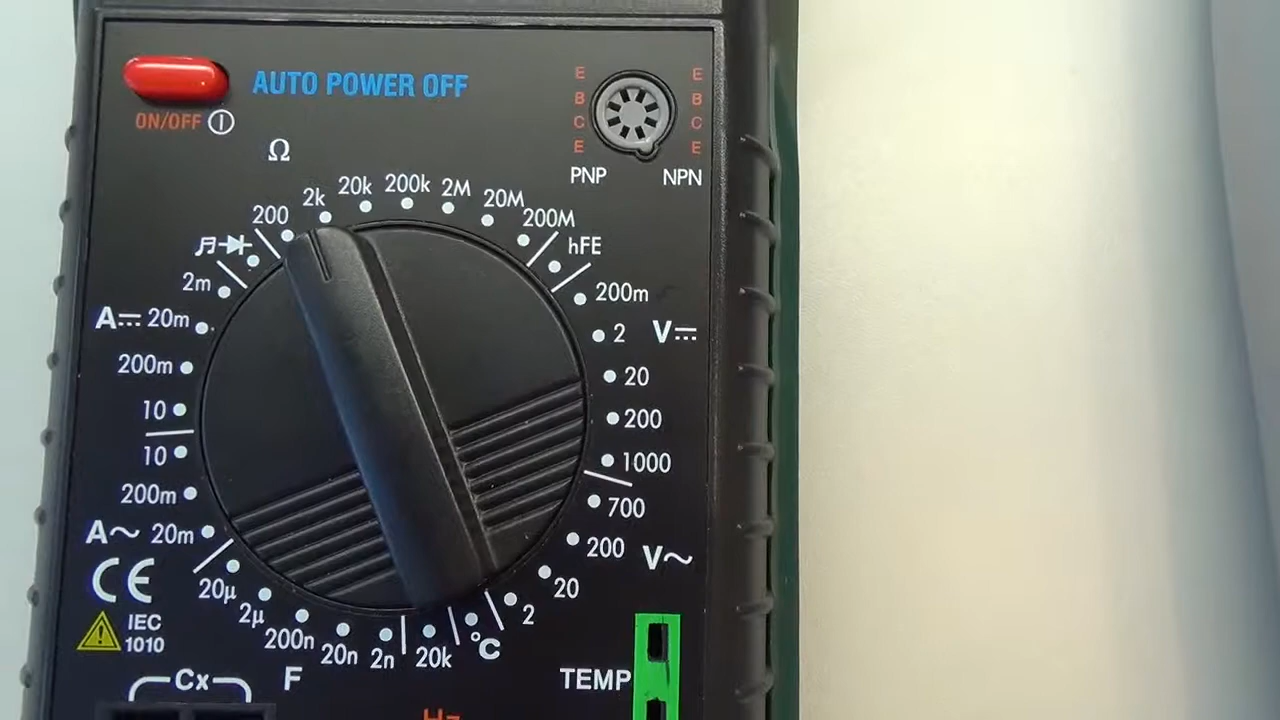 AUTO POWER OFF
ON/OFF
E E
B B
C C
E E
PNP NPN
Ω
200 2k 20k 200k 2M 20M 200M
hFE
2m
A 20m
200m
10
10
200m
A~ 20m
200m
2 V
20
200
1000
700
200 V~
20
2
20µ 2µ 200n 20n 2n 20k °C
F
CE
IEC
1010
Cx
TEMP
Hz